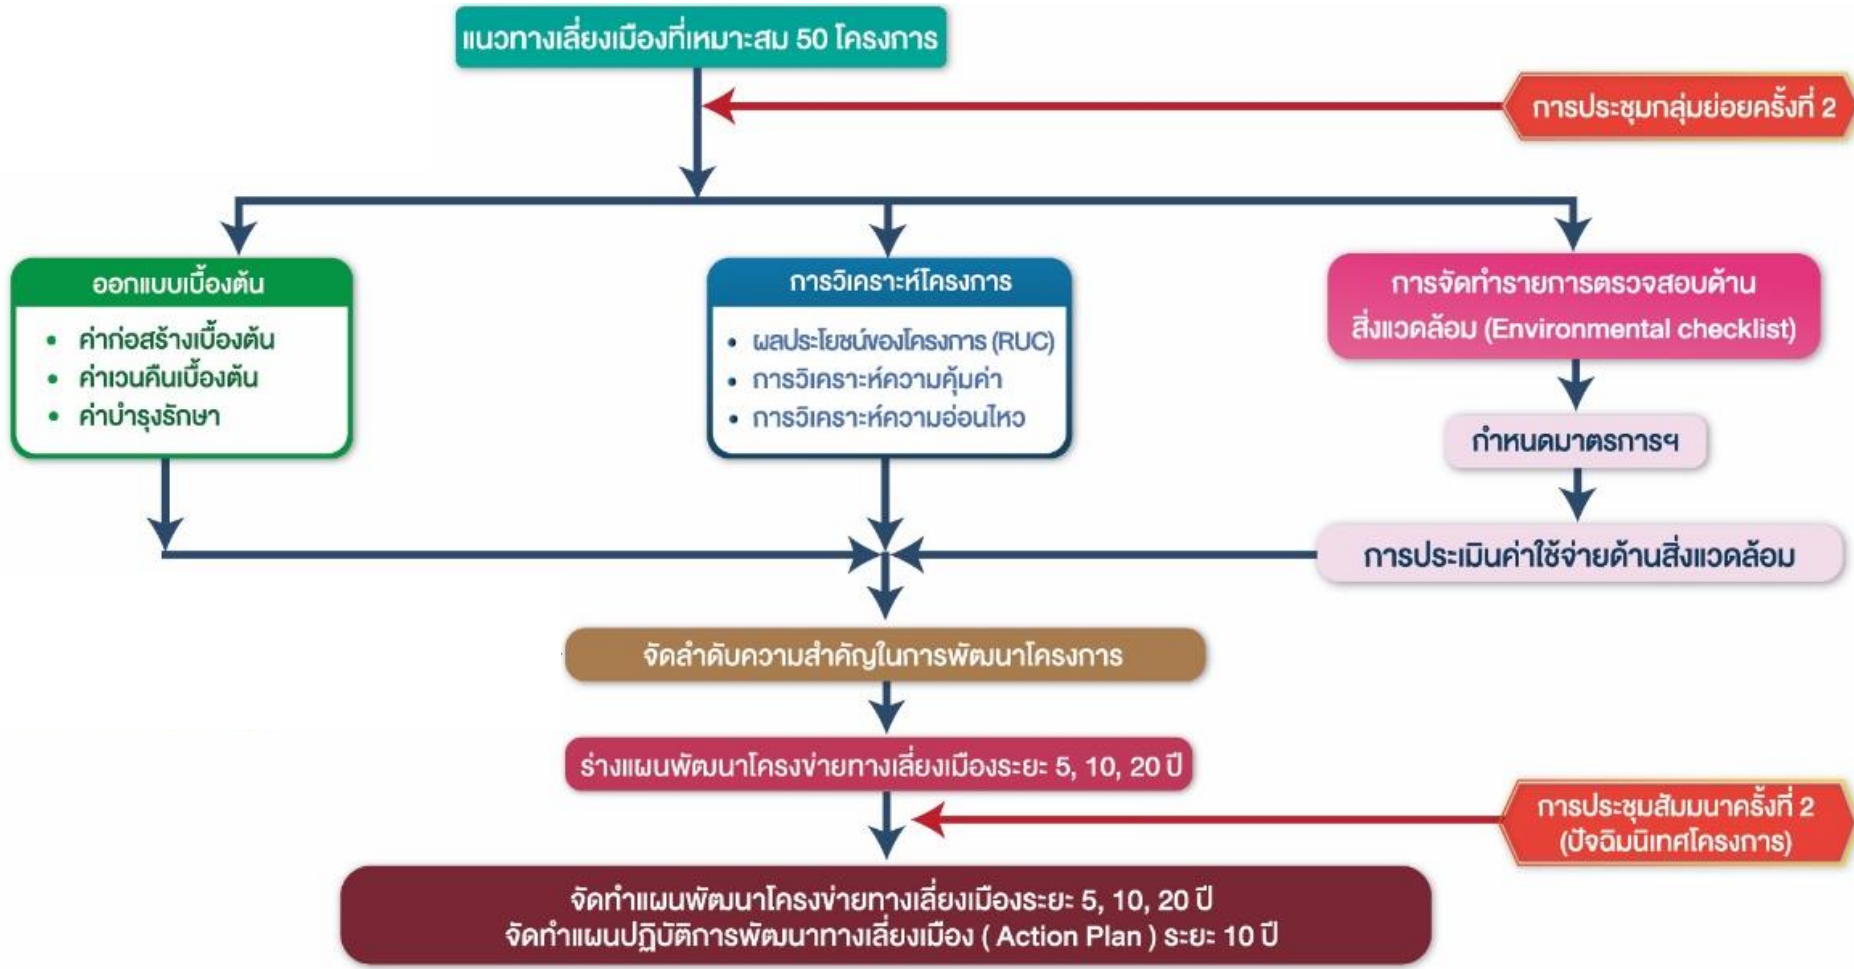 แนวทางเลี่ยงเมืองที่เหมาะสม 50 โครงการ
การประชุมกลุ่มย่อยครั้งที่ 2
ออกแบบเบื้องต้น
• ค่าก่อสร้างเบื้องต้น
• ค่าเวนคืนเบื้องต้น
• ค่าบำรุงรักษา
การวิเคราะห์โครงการ
• ผลประโยชน์ของโครงการ (RUC)
• การวิเคราะห์ความคุ้มค่า
• การวิเคราะห์ความอ่อนไหว
การจัดทำรายการตรวจสอบด้าน
สิ่งแวดล้อม (Environmental checklist)
กำหนดมาตรการฯ
การประเมินค่าใช้จ่ายด้านสิ่งแวดล้อม
จัดลำดับความสำคัญในการพัฒนาโครงการ
ร่างแผนพัฒนาโครงข่ายทางเลี่ยงเมืองระยะ 5, 10, 20 ปี
การประชุมสัมมนาครั้งที่ 2
(ปัจฉิมนิเทศโครงการ)
จัดทำแผนพัฒนาโครงข่ายทางเลี่ยงเมืองระยะ 5, 10, 20 ปี
จัดทำแผนปฏิบัติการพัฒนาทางเลี่ยงเมือง ( Action Plan ) ระยะ 10 ปี